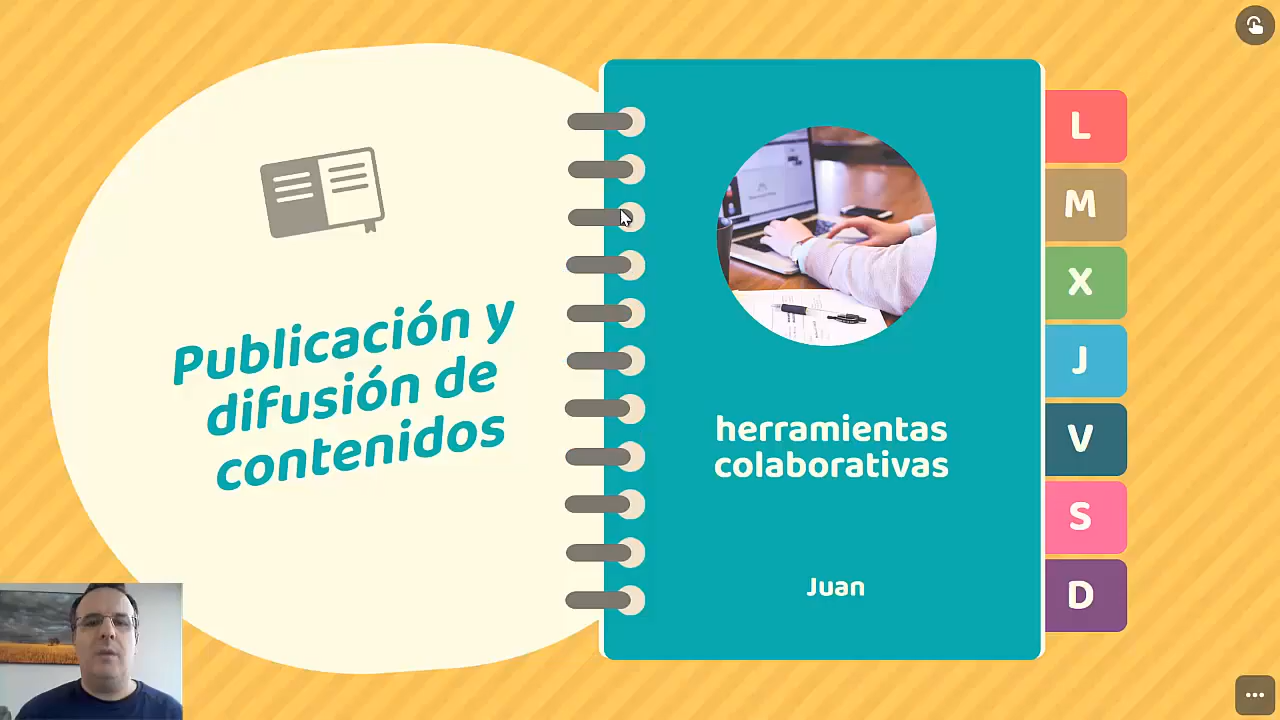 Publicación y
difusión de
contenidos
herramientas
colaborativas
Juan
L
M
X
J
V
S
D